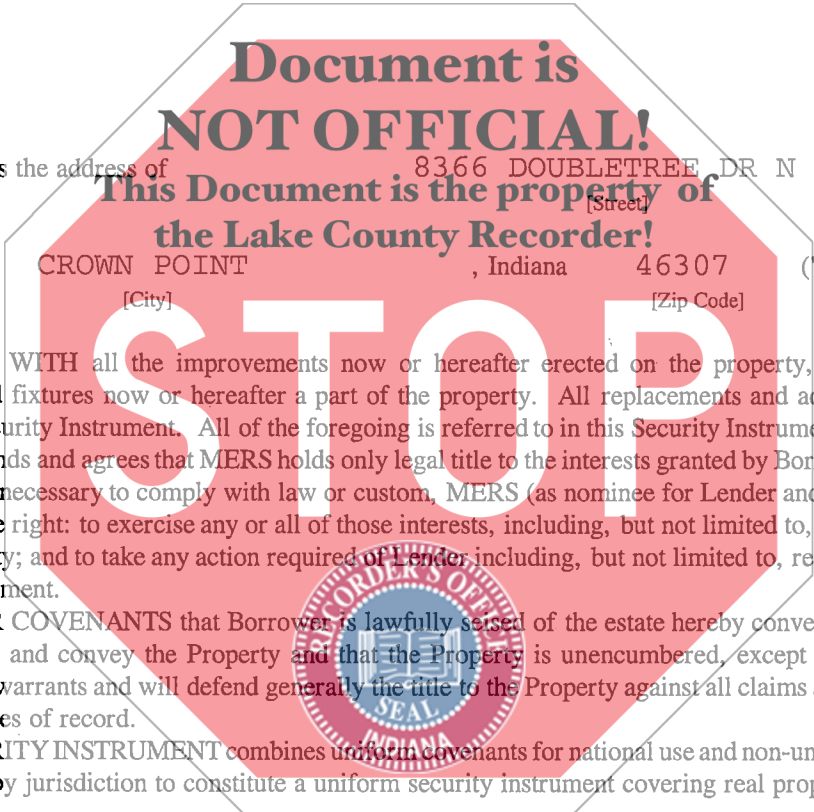 Document is
NOT OFFICIAL!
s the address of 8366 DOUBLETREE DR N
This Document is the property of
[Street]
the Lake County Recorder!
CROWN POINT , Indiana 46307 (
[City] [Zip Code]
STOP
WITH all the improvements now or hereafter erected on the property,
fixtures now or hereafter a part of the property. All replacements and a
urity Instrument. All of the foregoing is referred to in this Security Instrume
nds and agrees that MERS holds only legal title to the interests granted by Bor
necessary to comply with law or custom, MERS (as nominee for Lender and
e right: to exercise any or all of those interests, including, but not limited to,
y; and to take any action required of Lender including, but not limited to, re
ment.
RECORDER'S OFFICE
R COVENANTS that Borrower is lawfully seised of the estate hereby conve
and convey the Property and that the Property is unencumbered, except
warrants and will defend generally the title to the Property against all claims
es of record.
SEAL
INDIANA
RITY INSTRUMENT combines uniform covenants for national use and non-un
y jurisdiction to constitute a uniform security instrument covering real prop